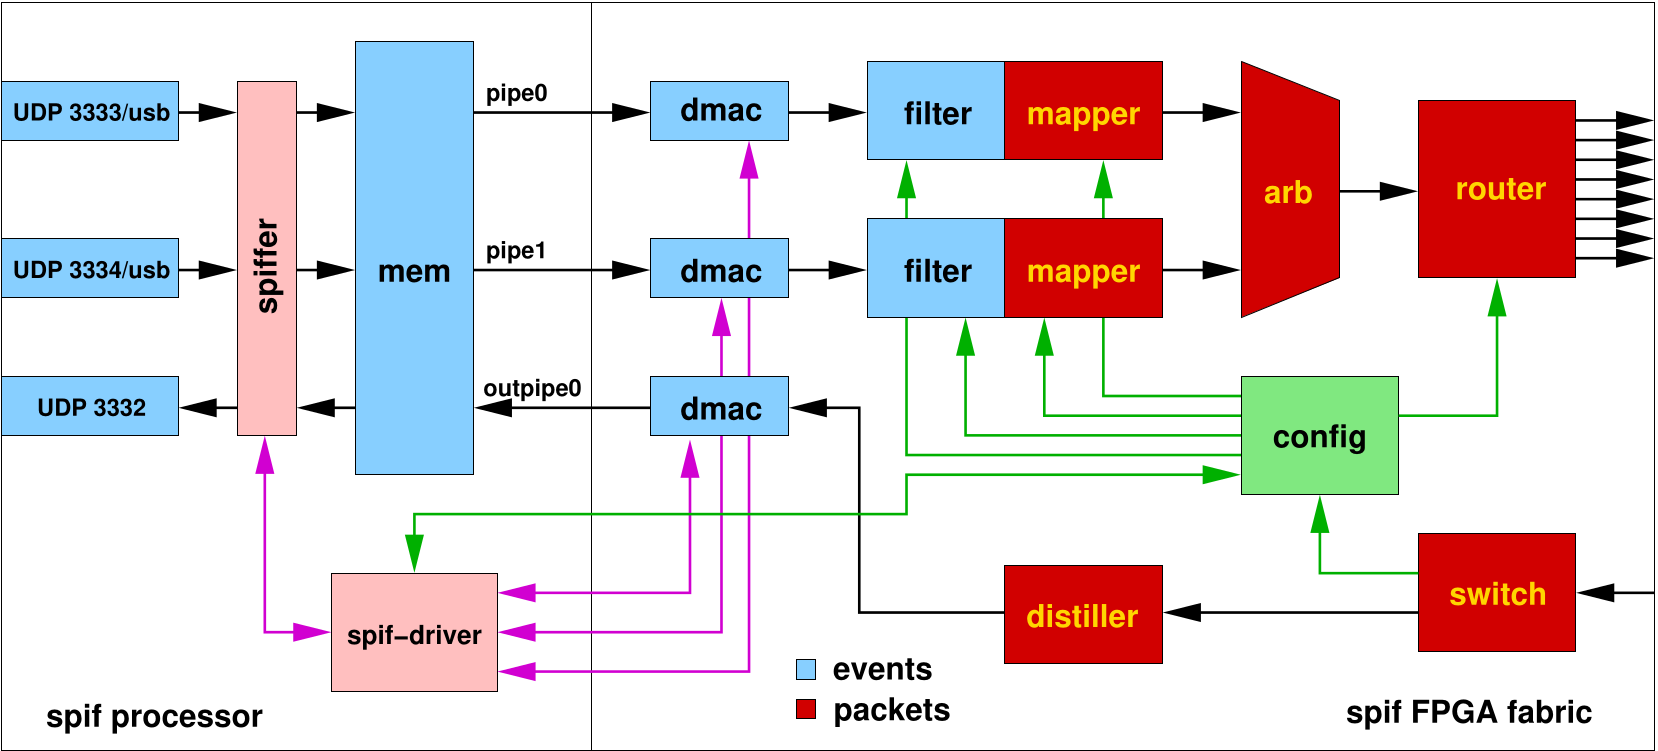 pipe0
UDP 3333/usb
dmac
filter
mapper
arb
router
spiffer
mem
pipe1
UDP 3334/usb
dmac
filter
mapper
outpipe0
UDP 3332
dmac
config
spif-driver
distiller
switch
events
packets
spif processor
spif FPGA fabric